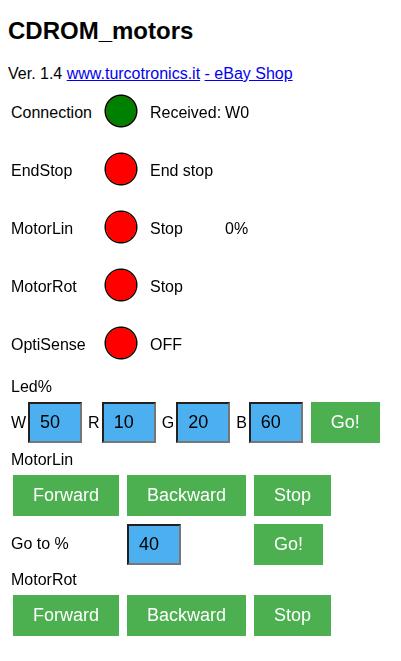 CDROM_motors
Ver. 1.4 www.turcotronics.it - eBay Shop
Connection Received: W0
EndStop End stop
MotorLin Stop 0%
MotorRot Stop
OptiSense OFF
Led%
W 50 R 10 G 20 B 60 Go!
MotorLin
Forward Backward Stop
Go to % 40 Go!
MotorRot
Forward Backward Stop